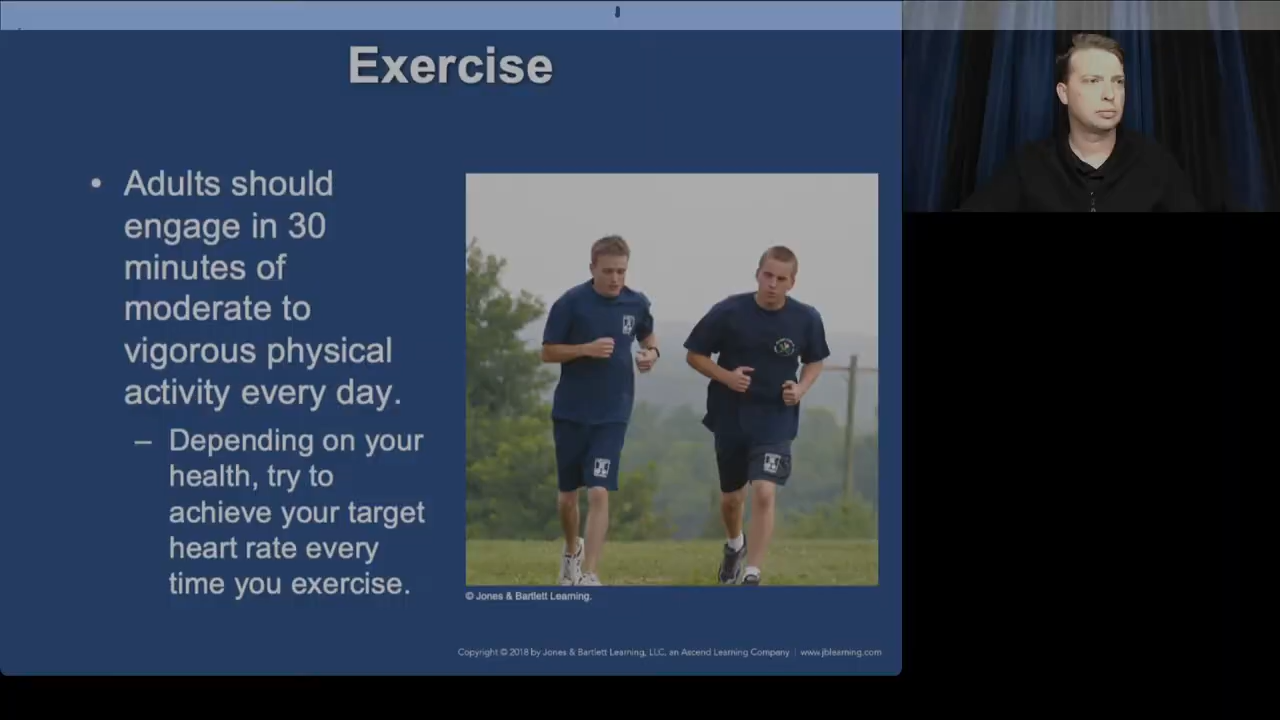 Exercise
• Adults should
engage in 30
minutes of
moderate to
vigorous physical
activity every day.
– Depending on your
health, try to
achieve your target
heart rate every
time you exercise.
© Jones & Bartlett Learning.
Copyright © 2018 by Jones & Bartlett Learning, LLC, an Ascend Learning Company | www.jblearning.com